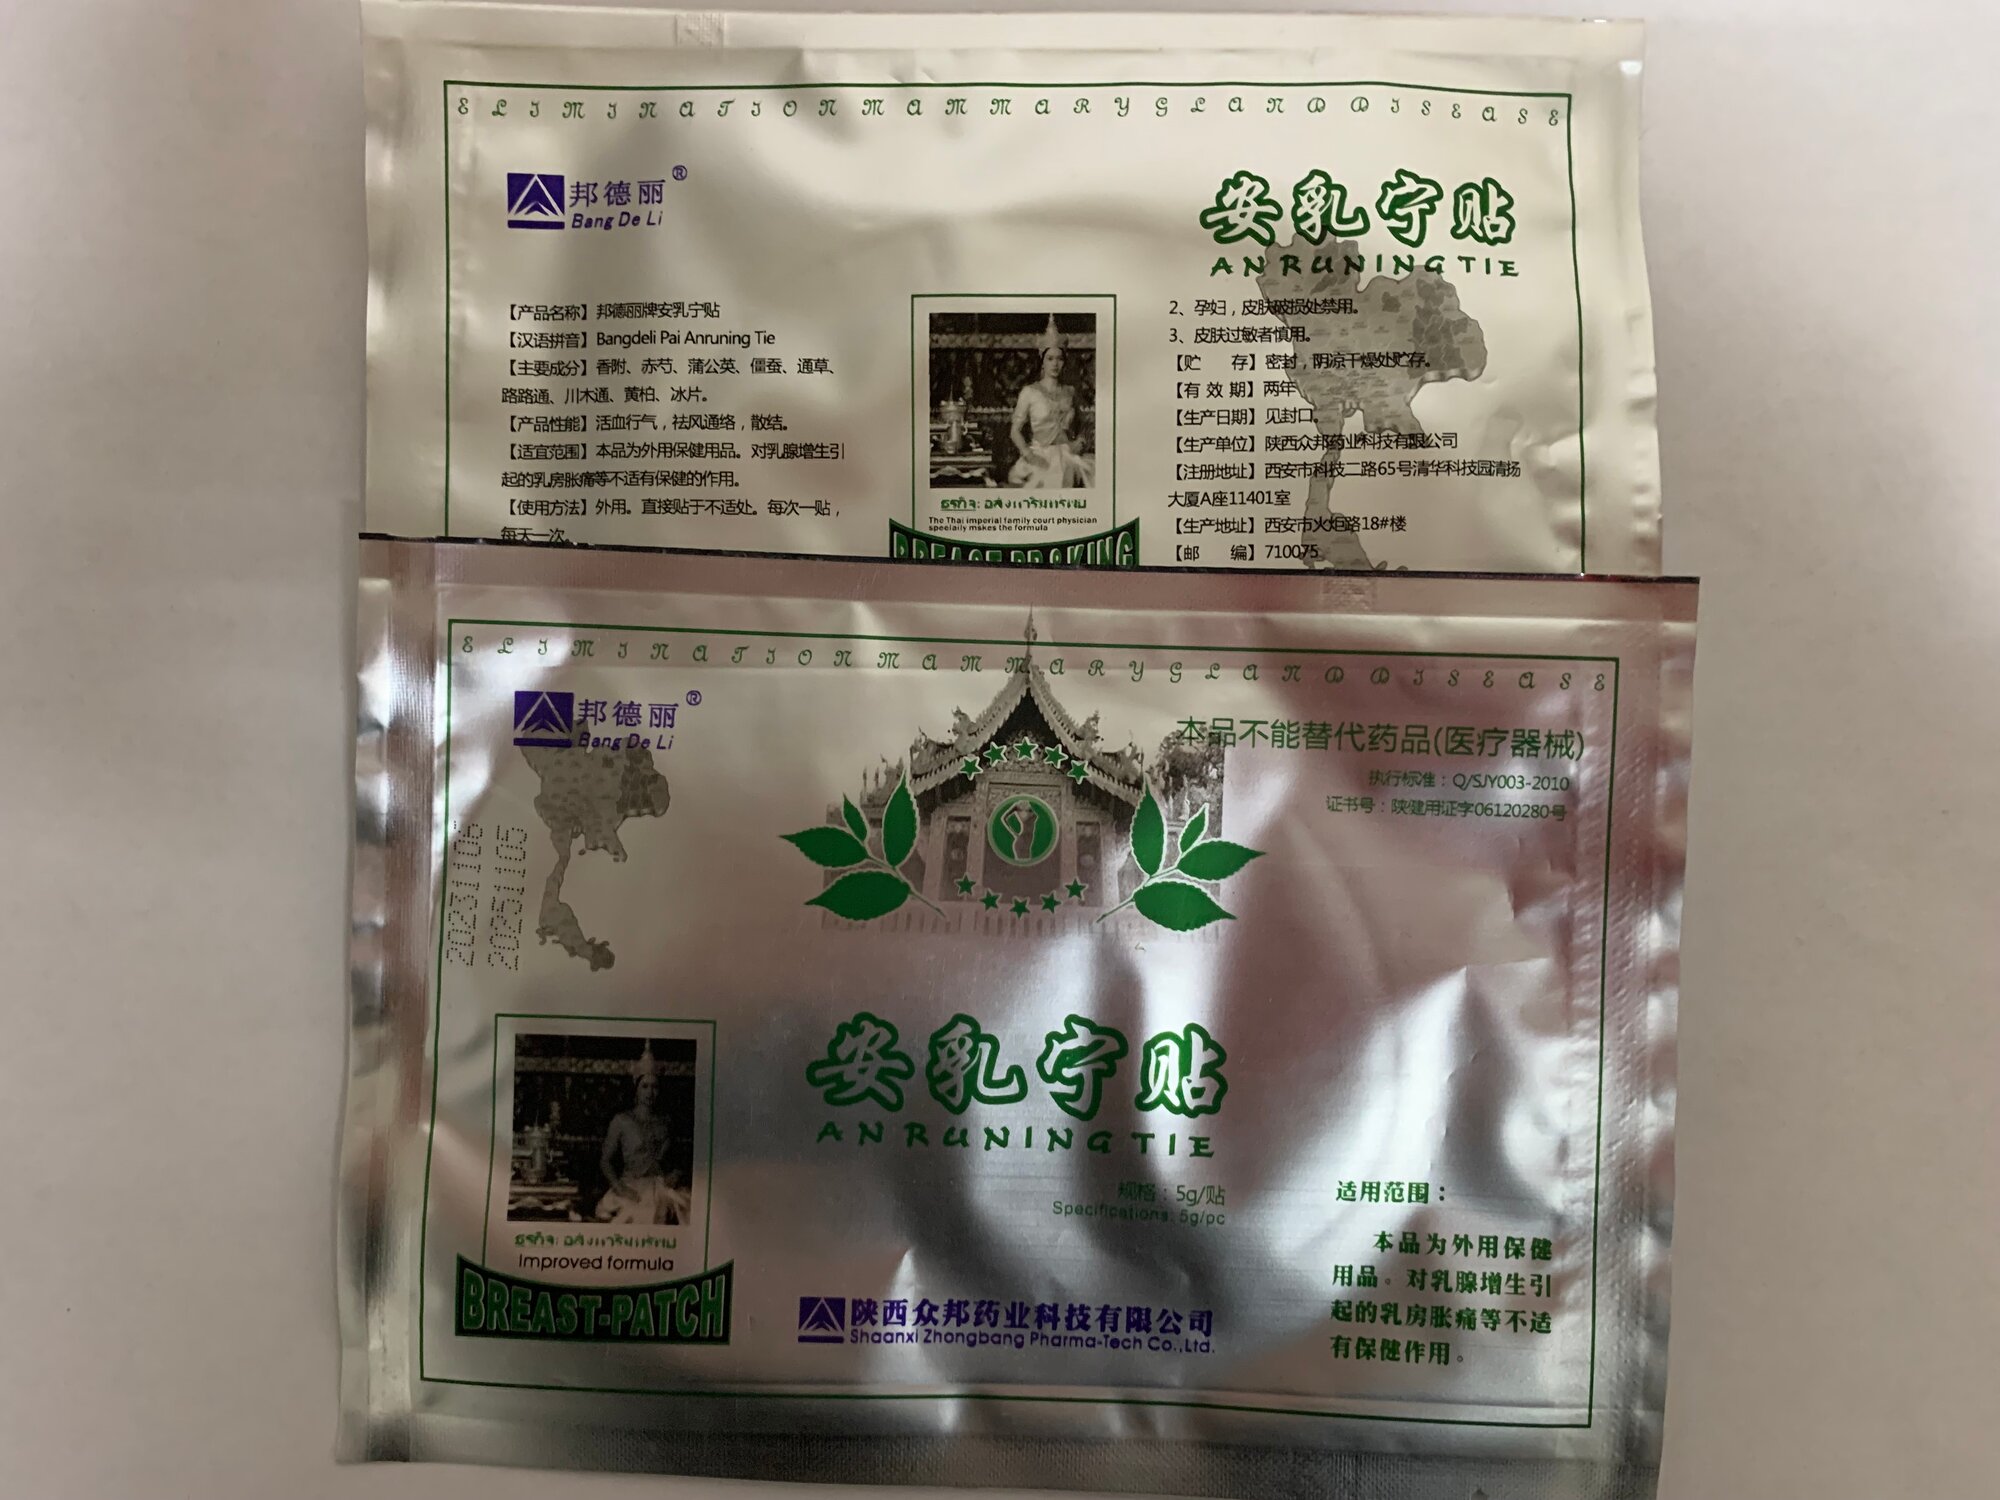 ELIMINATIONMAMMARYGLANDDISEASE
邦德丽®
Bang De Li
安乳宁贴
ANRUNINGTIE
【产品名称】邦德丽牌安乳宁贴
【汉语拼音】Bangdeli Pai Anruning Tie
【主要成分】香附、赤芍、蒲公英、僵蚕、通草、
路路通、川木通、黄柏、冰片。
【产品性能】活血行气，祛风通络，散结。
【适宜范围】本品为外用保健用品。对乳腺增生引
起的乳房胀痛等不适有保健的作用。
【使用方法】外用。直接贴于不适处。每次一贴，
每天一次。
The Thai imperial family court physician
specially makes the formula
2、孕妇，皮肤破损处禁用。
3、皮肤过敏者慎用。
【贮 存】密封，阴凉干燥处贮存。
【有 效 期】两年
【生产日期】见封口。
【生产单位】陕西众邦药业科技有限公司
【注册地址】西安市科技二路65号清华科技园清扬
大厦A座11401室
【生产地址】西安市火炬路18#楼
【邮 编】710075
ELIMINATIONMAMMARYGLANDDISEASE
邦德丽®
Bang De Li
本品不能替代药品(医疗器械)
执行标准：Q/SJY003-2010
证书号：陕健用证字06120280号
20231106
20251105
安乳宁贴
ANRUNINGTIE
规格：5g/贴
Specifications: 5g/pc
Improved formula
BREAST-PATCH
陕西众邦药业科技有限公司
Shaanxi Zhongbang Pharma-Tech Co.,Ltd.
适用范围：
本品为外用保健
用品。对乳腺增生引
起的乳房胀痛等不适
有保健作用。